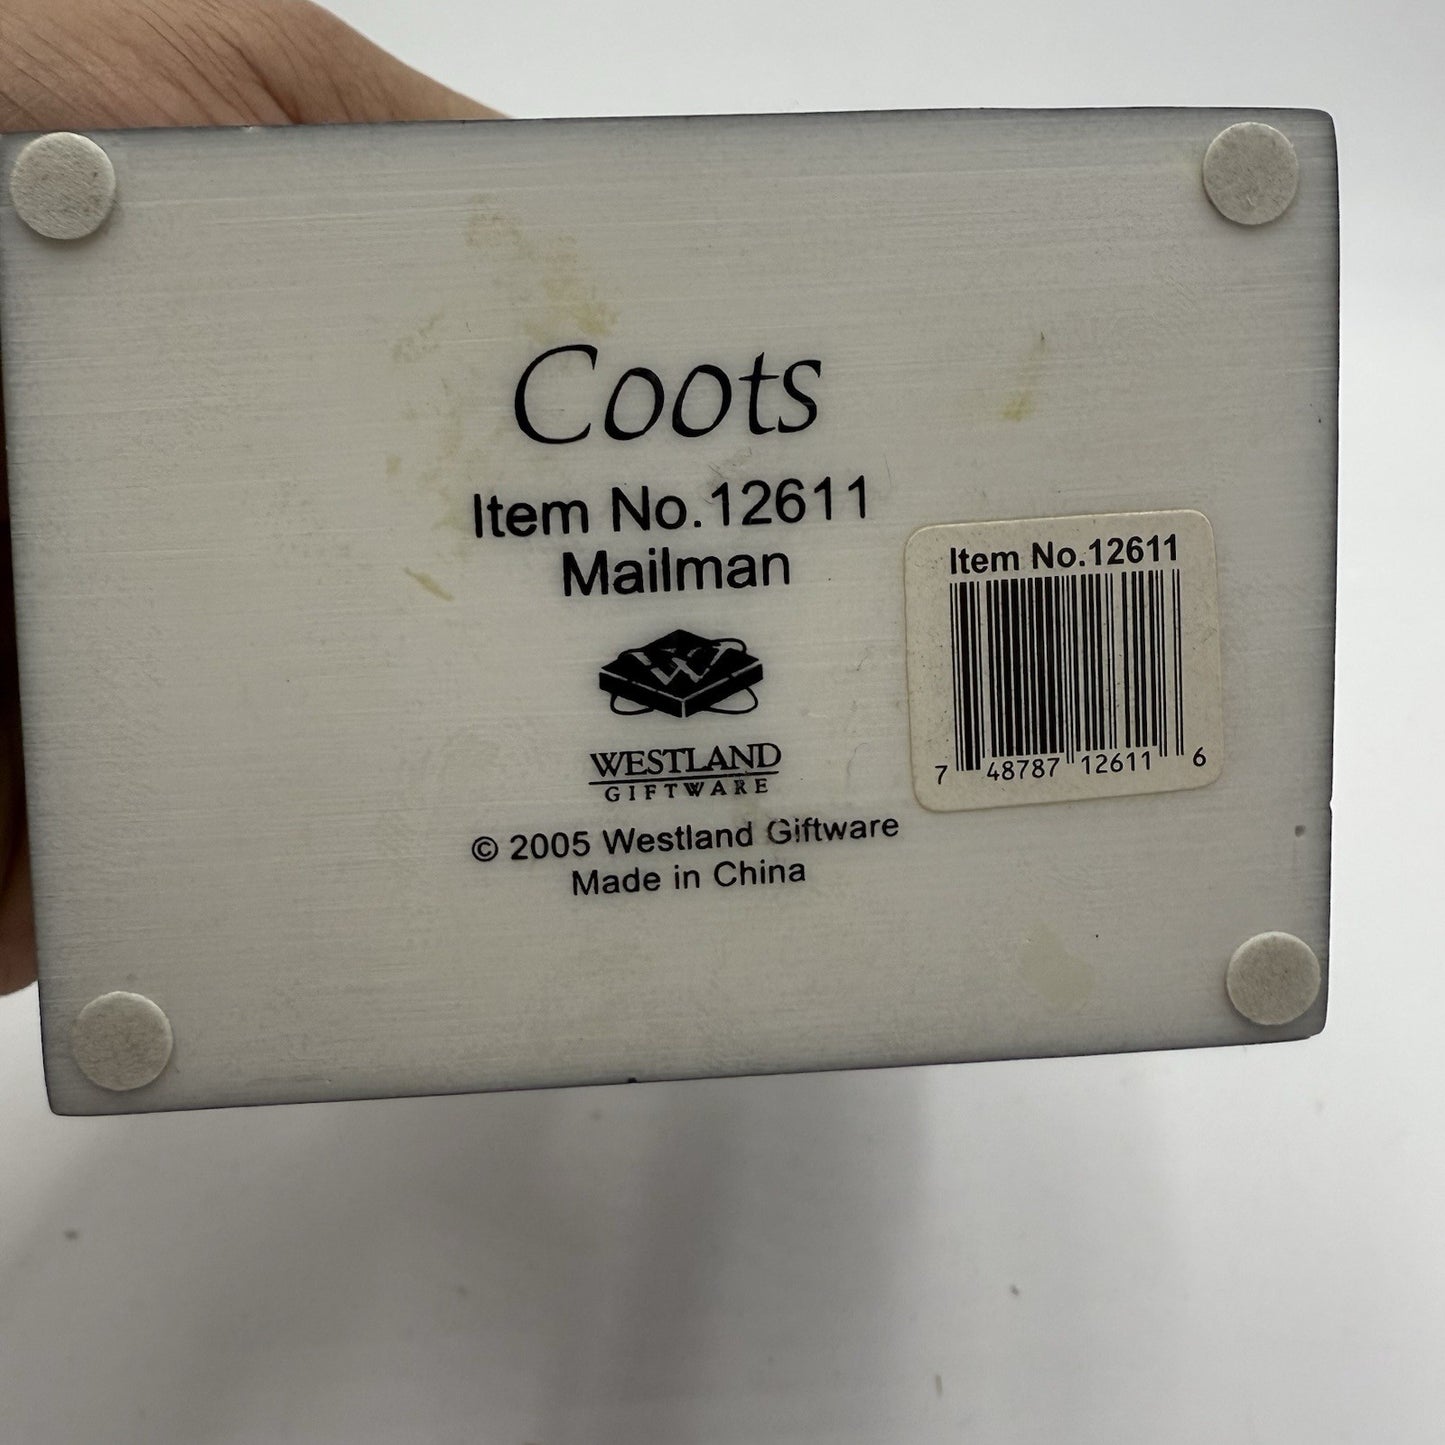 Coots
Item No.12611
Mailman
WESTLAND
GIFTWARE
© 2005 Westland Giftware
Made in China
Item No.12611
7 48787 12611 6